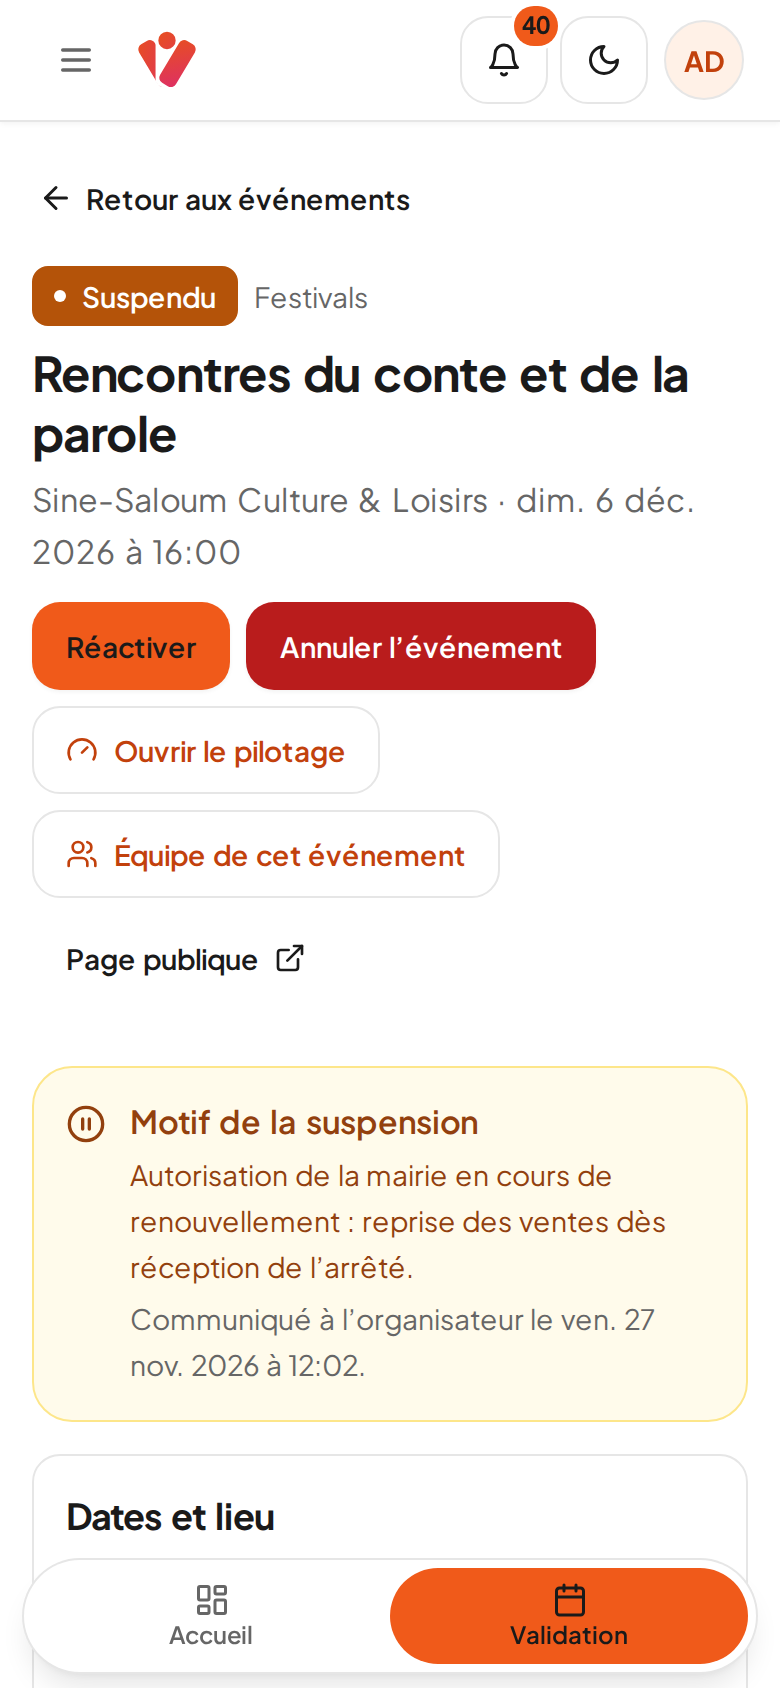 40
AD
Retour aux événements
Suspendu
Festivals
Rencontres du conte et de la
parole
Sine-Saloum Culture & Loisirs · dim. 6 déc.
2026 à 16:00
Réactiver
Annuler l’événement
Ouvrir le pilotage
Équipe de cet événement
Page publique
Motif de la suspension
Autorisation de la mairie en cours de
renouvellement : reprise des ventes dès
réception de l’arrêté.
Communiqué à l’organisateur le ven. 27
nov. 2026 à 12:02.
Dates et lieu
Accueil
Validation